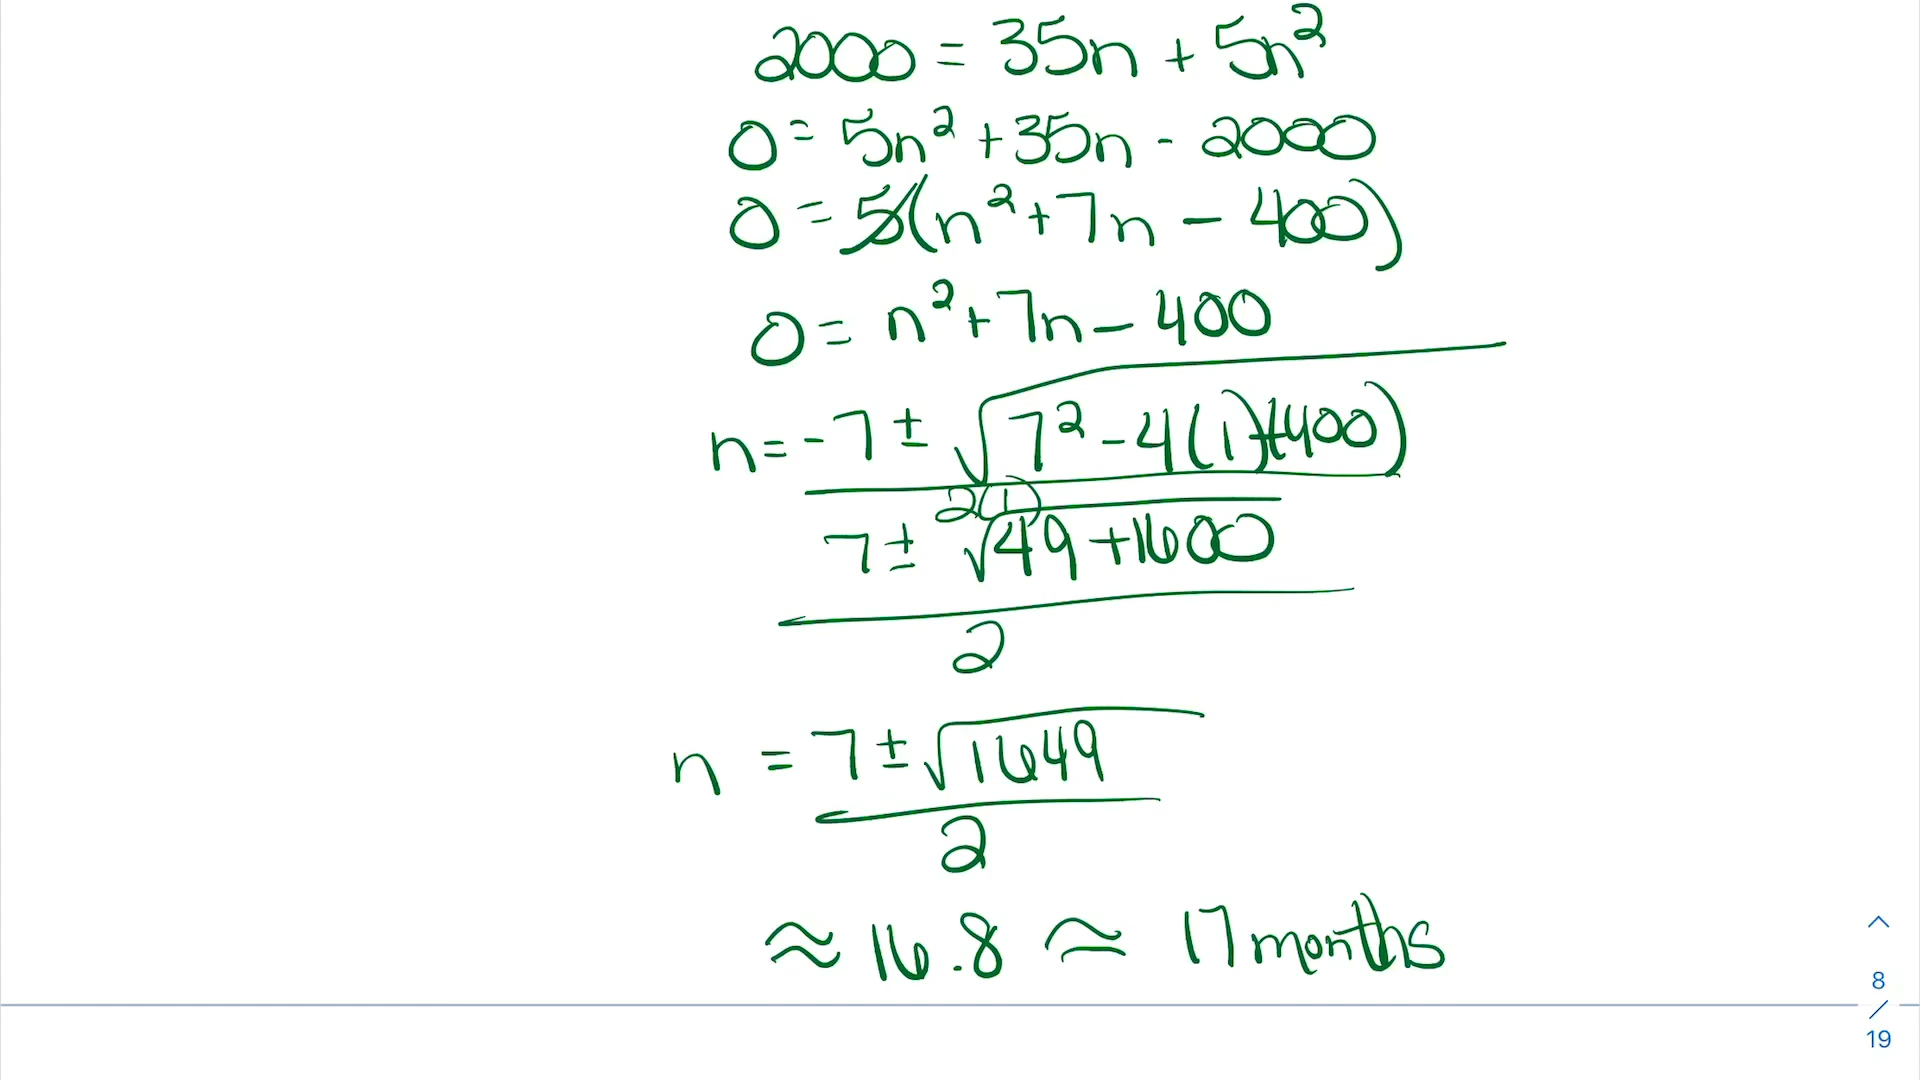 2000 = 35n + 5n²
0 = 5n² + 35n - 2000
0 = 5(n² + 7n - 400)
0 = n² + 7n - 400
n = -7 ± √7² - 4(1)(-400)
2(1)
7 ± √49 + 1600
2
n = 7 ± √1649
2
≈ 16.8 ≃ 17 months
8
/
19